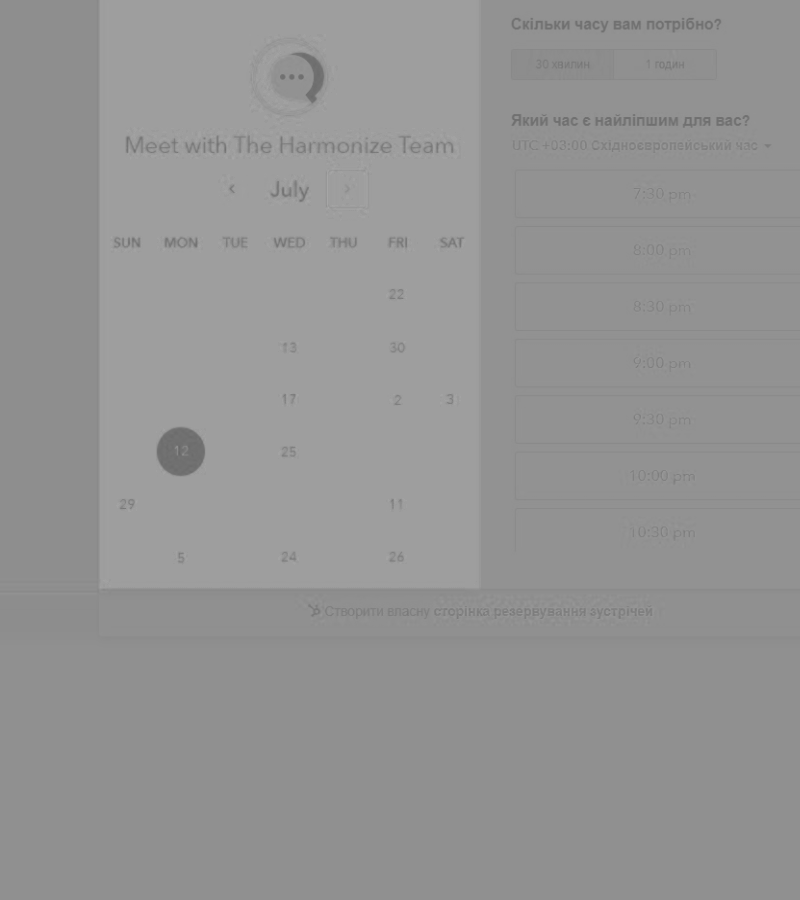 Meet with The Harmonize Team
July
SUN MON TUE WED THU FRI SAT
22
13 30
17 2 3
12 25
29 11
5 24 26
Скільки часу вам потрібно?
30 хвилин 1 годин
Який час є найліпшим для вас?
UTC +03:00 Східноєвропейський час
7:30 pm
8:00 pm
8:30 pm
9:00 pm
9:30 pm
10:00 pm
10:30 pm
Створити власну сторінка резервування зустрічей